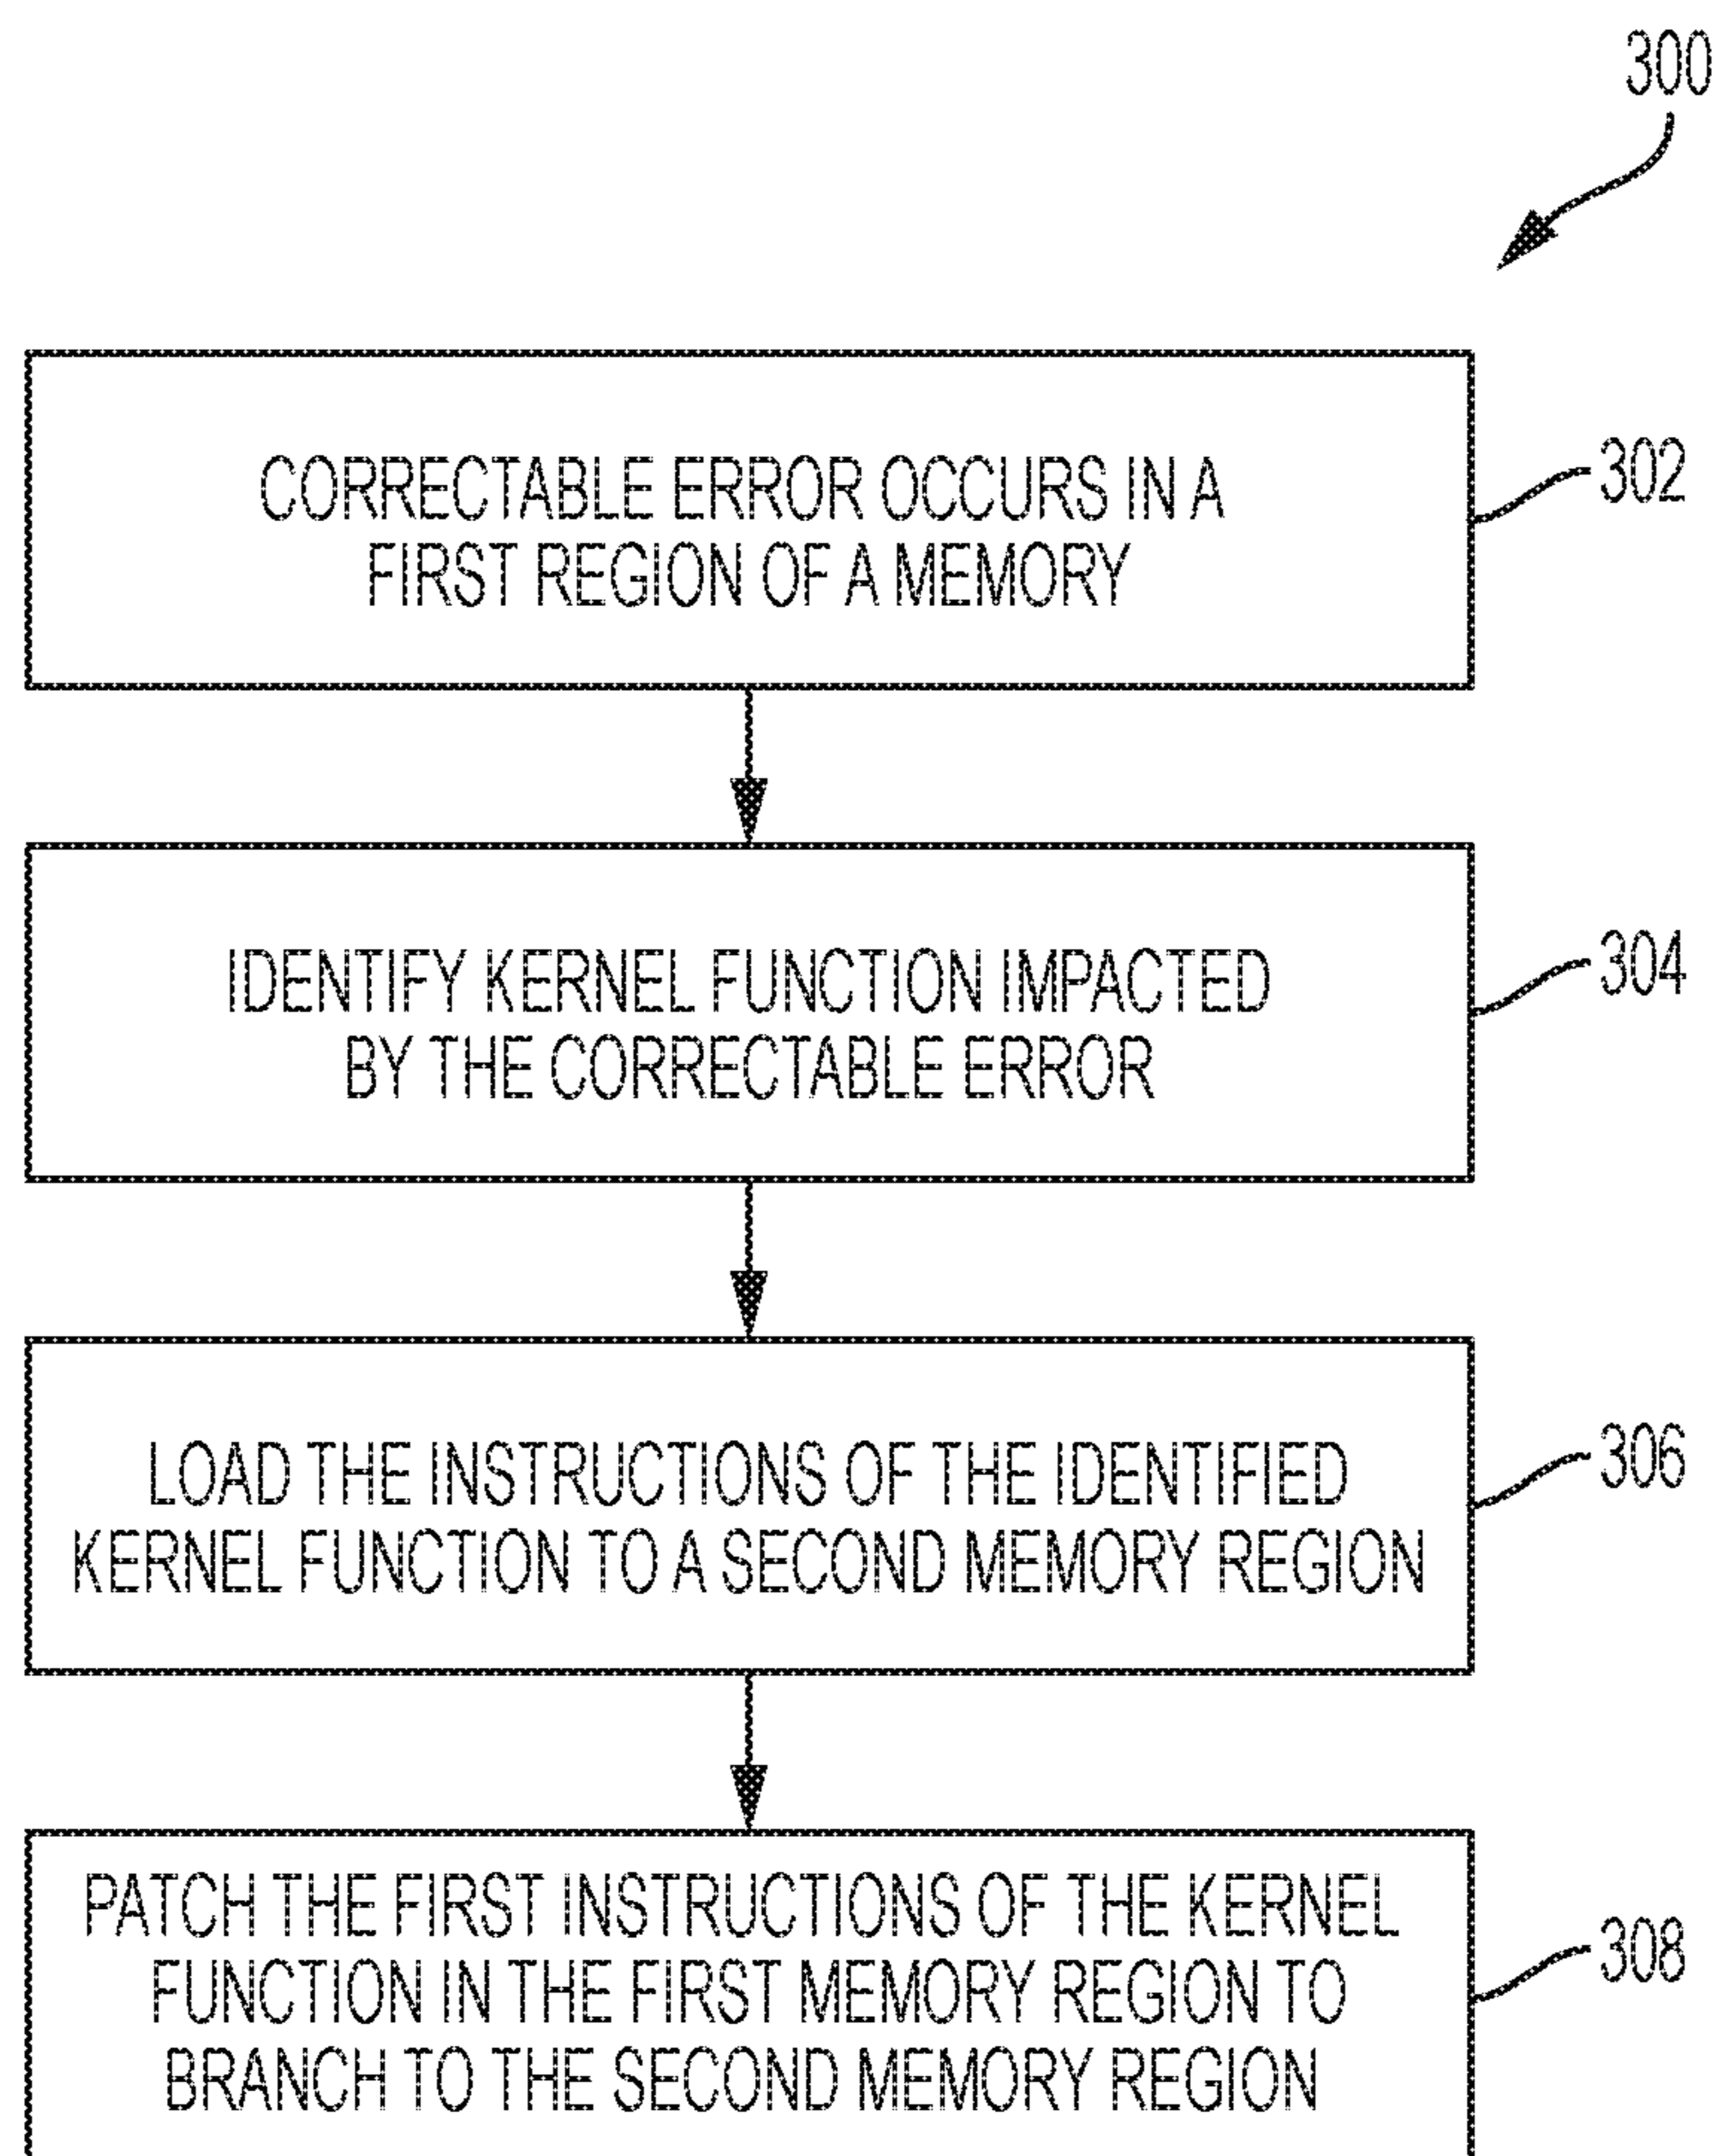 300
CORRECTABLE ERROR OCCURS IN A
FIRST REGION OF A MEMORY
302
IDENTIFY KERNEL FUNCTION IMPACTED
BY THE CORRECTABLE ERROR
304
LOAD THE INSTRUCTIONS OF THE IDENTIFIED
KERNEL FUNCTION TO A SECOND MEMORY REGION
306
PATCH THE FIRST INSTRUCTIONS OF THE KERNEL
FUNCTION IN THE FIRST MEMORY REGION TO
BRANCH TO THE SECOND MEMORY REGION
308